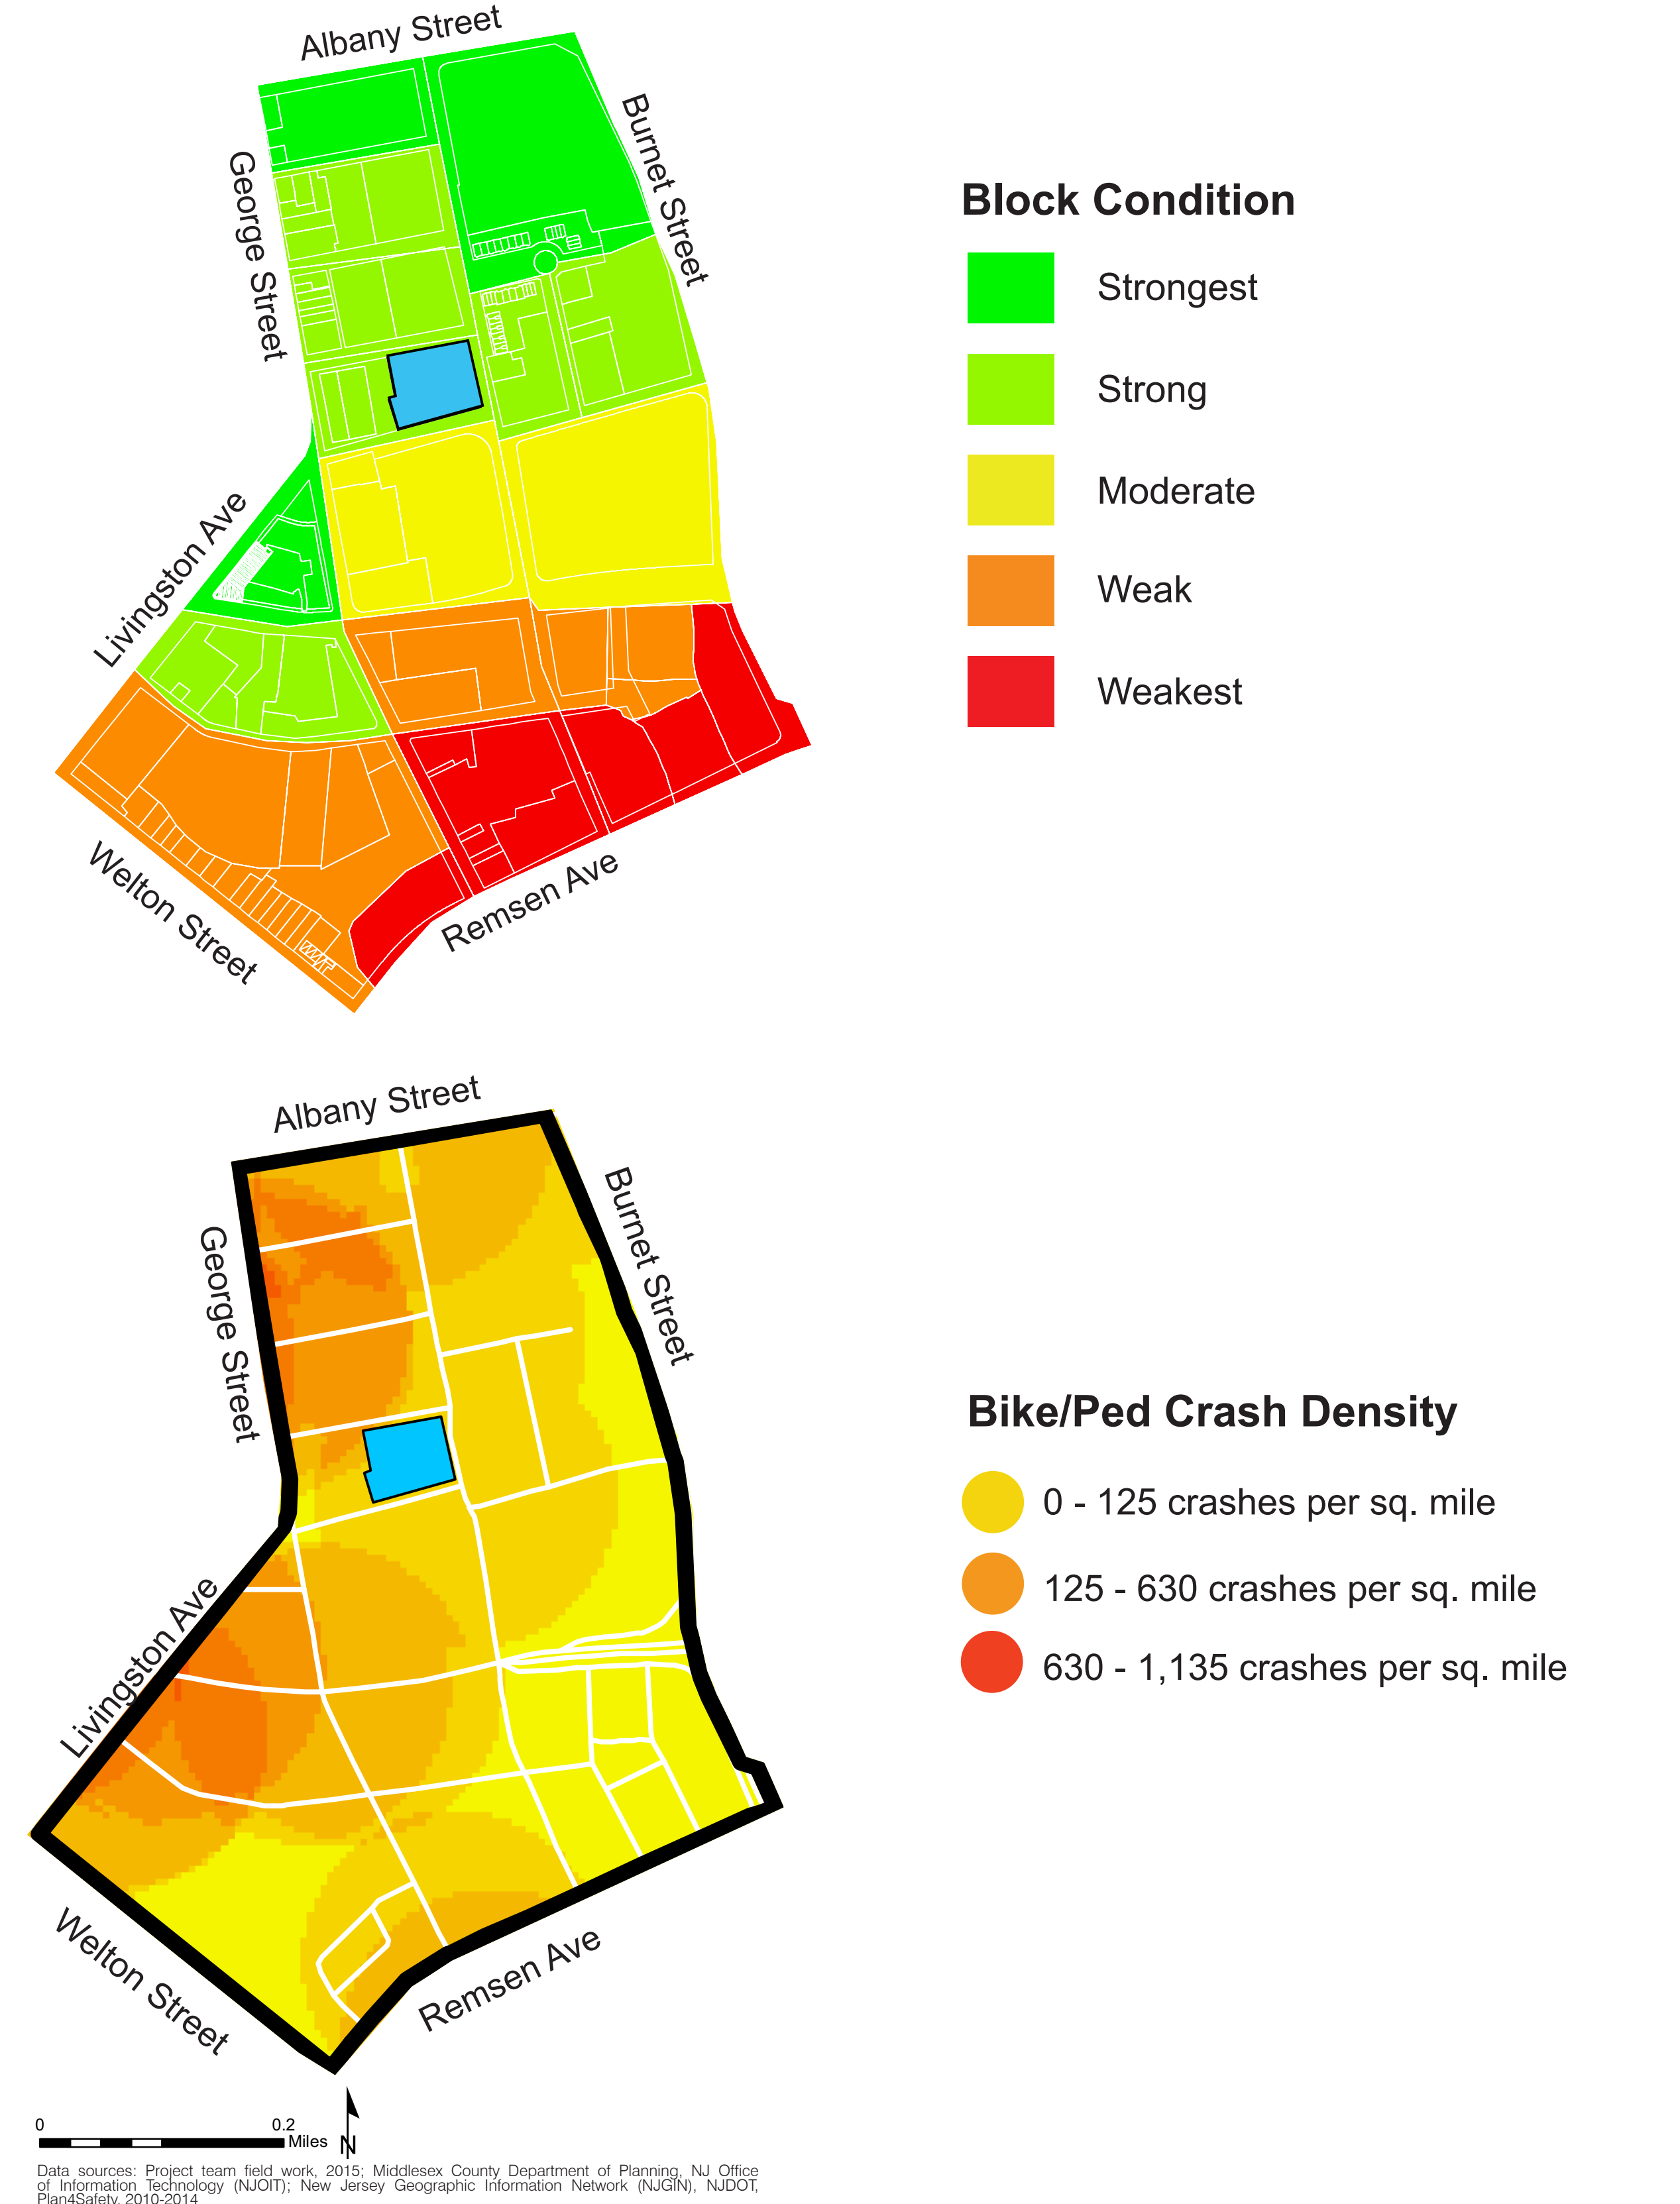 Albany Street
Burnet Street
George Street
Livingston Ave
Welton Street
Remsen Ave
Block Condition
Strongest
Strong
Moderate
Weak
Weakest
Albany Street
Burnet Street
George Street
Livingston Ave
Welton Street
Remsen Ave
Bike/Ped Crash Density
0 - 125 crashes per sq. mile
125 - 630 crashes per sq. mile
630 - 1,135 crashes per sq. mile
0
0.2
Miles
N
Data sources: Project team field work, 2015; Middlesex County Department of Planning, NJ Office
of Information Technology (NJOIT); New Jersey Geographic Information Network (NJGIN), NJDOT,
Plan4Safety, 2010-2014